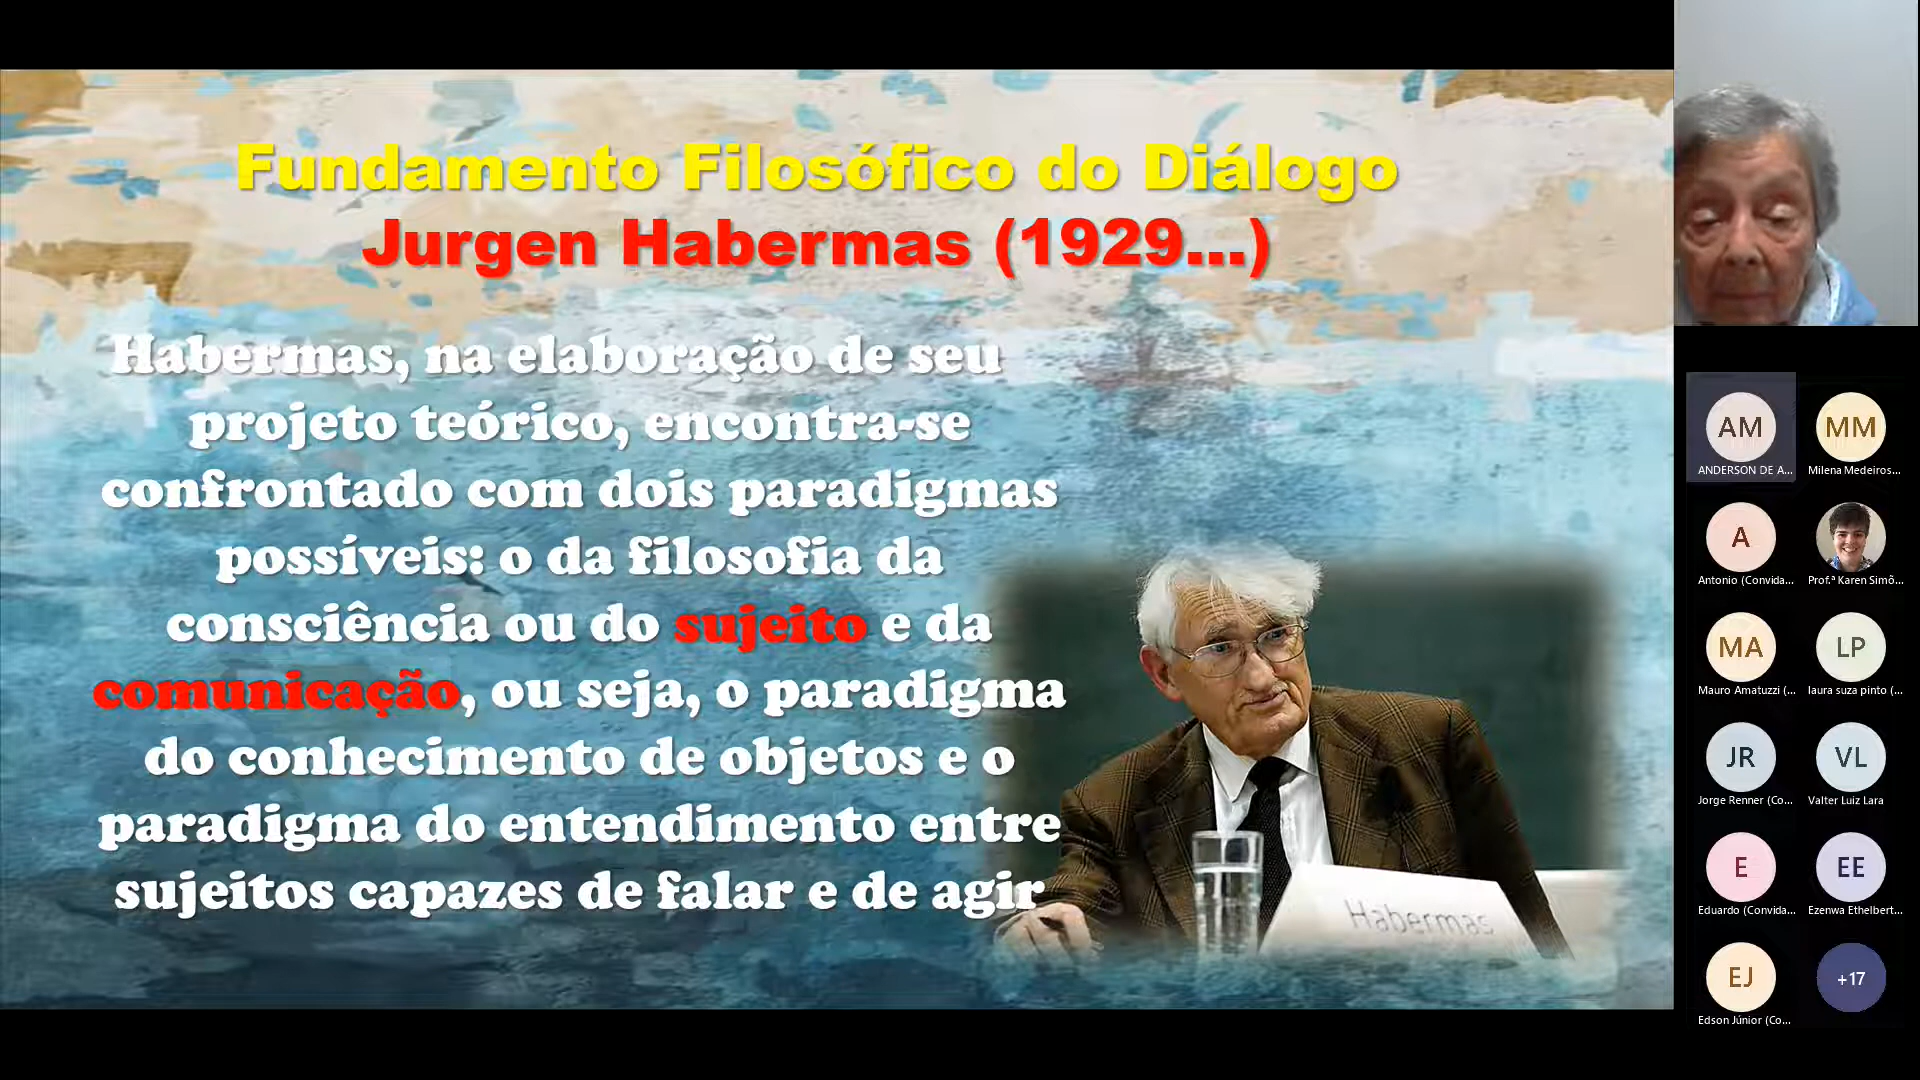 Fundamento Filosófico do Diálogo
Jurgen Habermas (1929...)
Habermas, na elaboração de seu
projeto teórico, encontra-se
confrontado com dois paradigmas
possíveis: o da filosofia da
consciência ou do sujeito e da
comunicação, ou seja, o paradigma
do conhecimento de objetos e o
paradigma do entendimento entre
sujeitos capazes de falar e de agir
Habermas
AM
ANDERSON DE A...
MM
Milena Medeiros...
A
Antonio (Convida...
Prof.ª Karen Simõ...
MA
Mauro Amatuzzi (...
LP
laura suza pinto (...
JR
Jorge Renner (Co...
VL
Valter Luiz Lara
E
Eduardo (Convida...
EE
Ezenwa Ethelbert...
EJ
Edson Júnior (Co...
+17